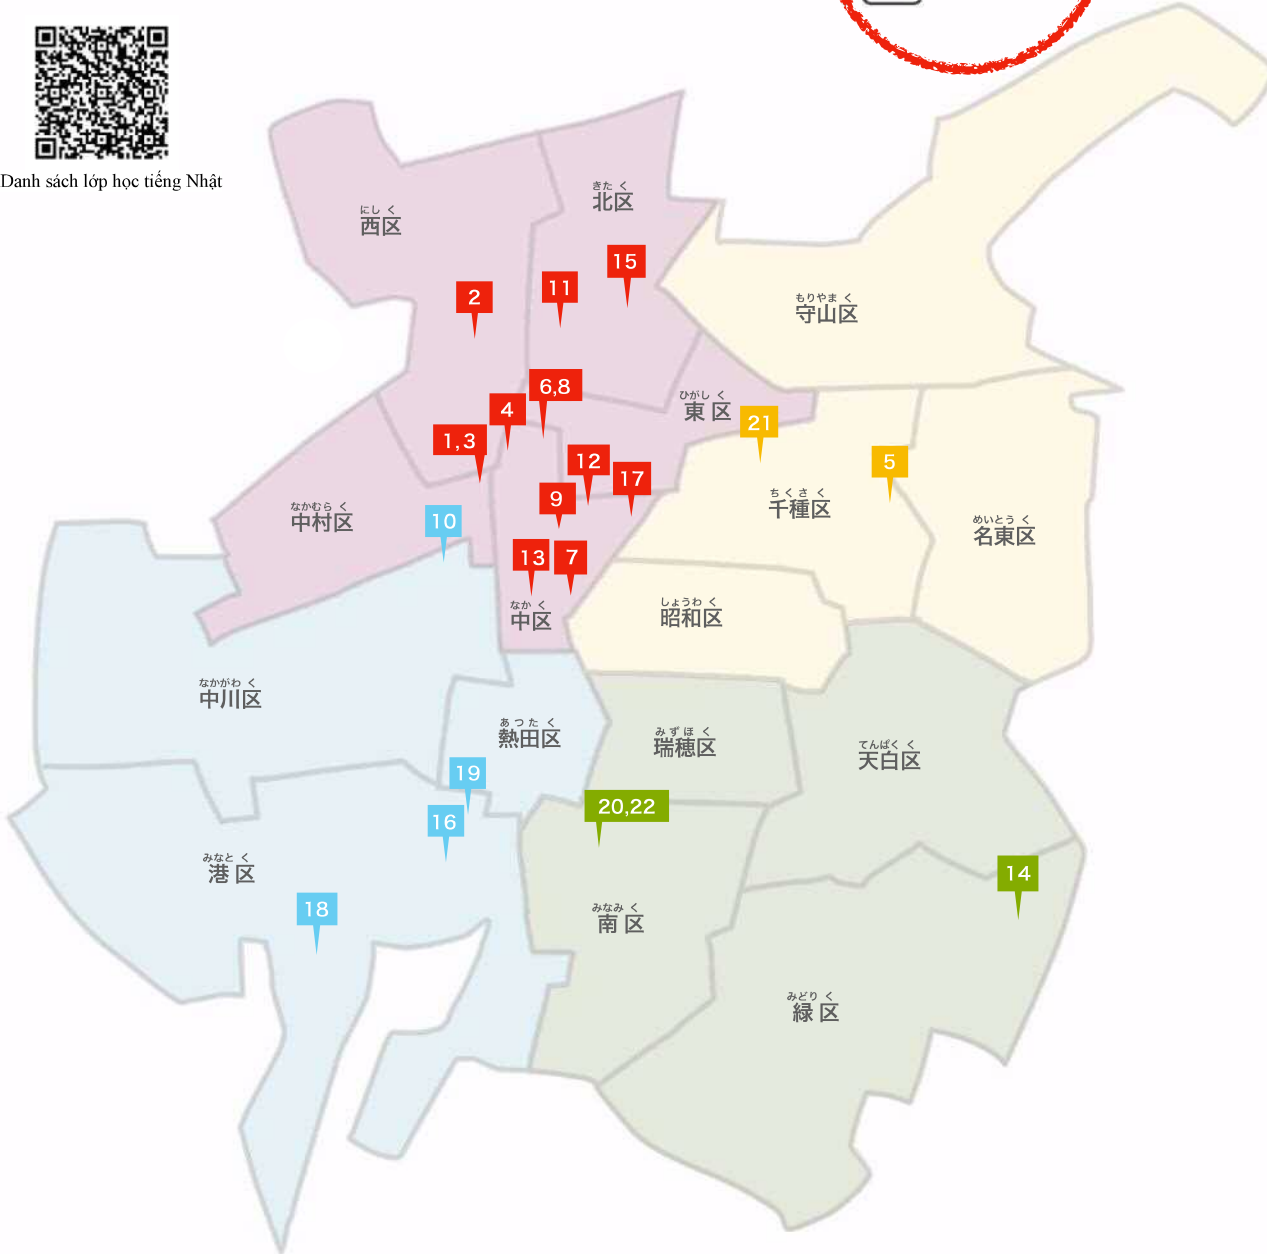 Danh sách lớp học tiếng Nhật
きた く
北区
にし く
西区
15
11
2
もりやま く
守山区
6,8
ひがし く
東区
4
21
1,3
12
5
17
9
ちくさ く
千種区
なかむら く
中村区
10
めいとう く
名東区
13
7
なか く
中区
しょうわ く
昭和区
なかがわ く
中川区
あつた く
熱田区
みずほ く
瑞穂区
てんぱく く
天白区
19
20,22
16
みなと く
港区
14
18
みなみ く
南区
みどり く
緑区